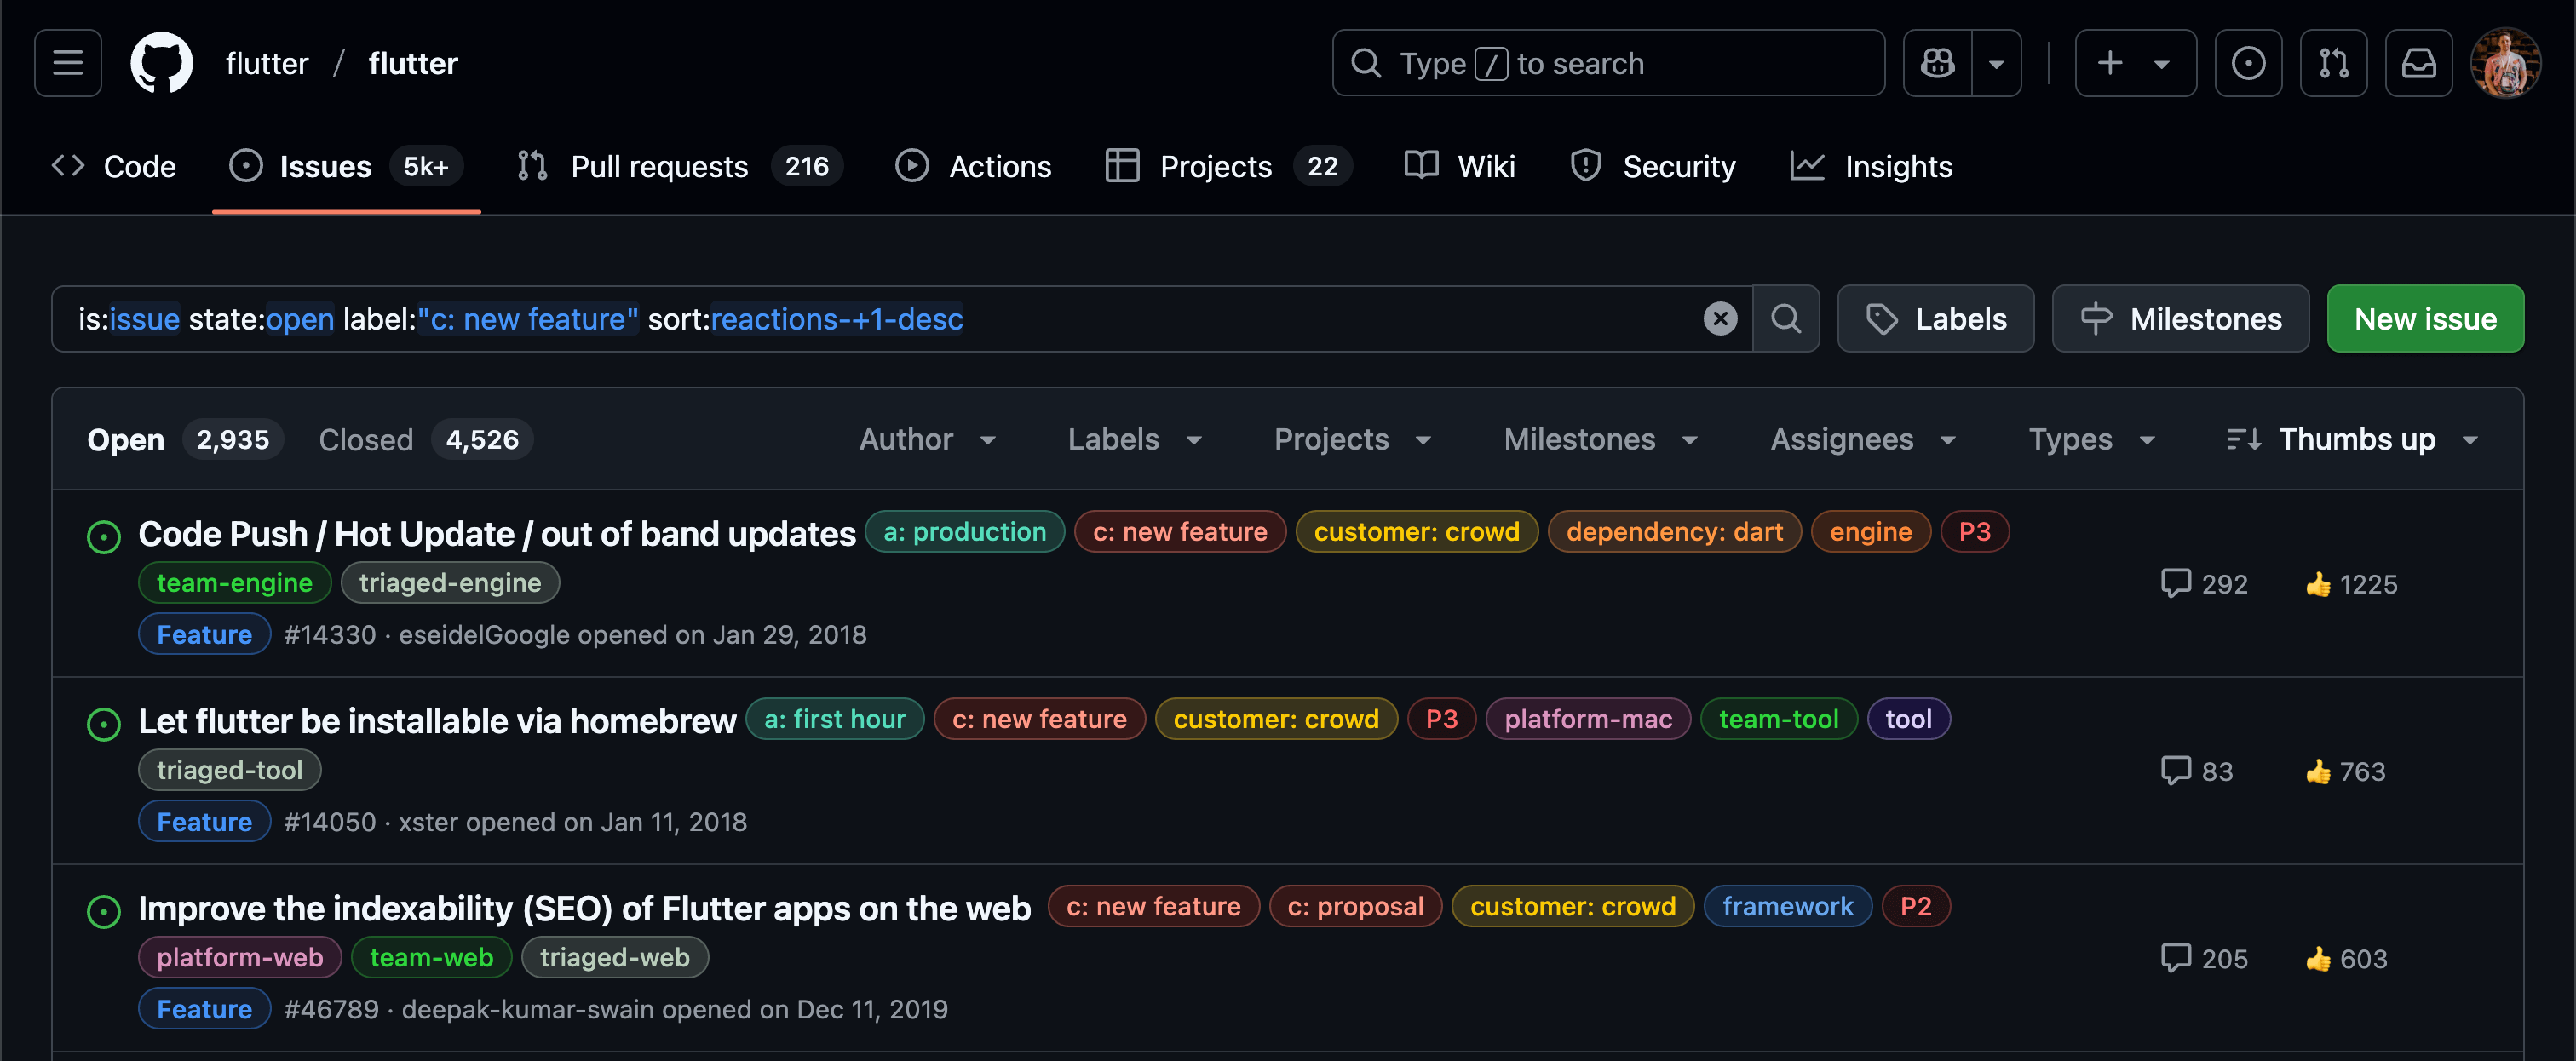 flutter / flutter
Type / to search
Code Issues 5k+ Pull requests 216 Actions Projects 22 Wiki Security Insights
is:issue state:open label:"c: new feature" sort:reactions-+1-desc
Labels Milestones New issue
Open 2,935 Closed 4,526 Author Labels Projects Milestones Assignees Types Thumbs up
Code Push / Hot Update / out of band updates a: production c: new feature customer: crowd dependency: dart engine P3
team-engine triaged-engine
292 👍 1225
Feature #14330 · eseidelGoogle opened on Jan 29, 2018
Let flutter be installable via homebrew a: first hour c: new feature customer: crowd P3 platform-mac team-tool tool
triaged-tool
83 👍 763
Feature #14050 · xster opened on Jan 11, 2018
Improve the indexability (SEO) of Flutter apps on the web c: new feature c: proposal customer: crowd framework P2
platform-web team-web triaged-web
205 👍 603
Feature #46789 · deepak-kumar-swain opened on Dec 11, 2019